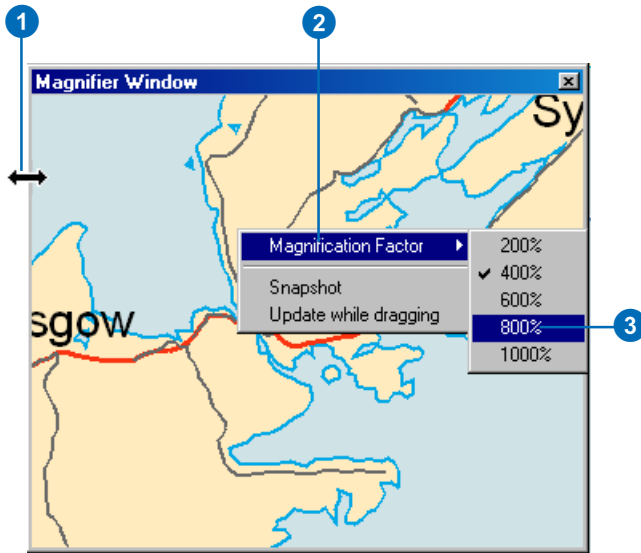 1
2
Magnifier Window
Sy
Magnification Factor
200%
400%
Snapshot
600%
Update while dragging
sgow
800%
3
1000%